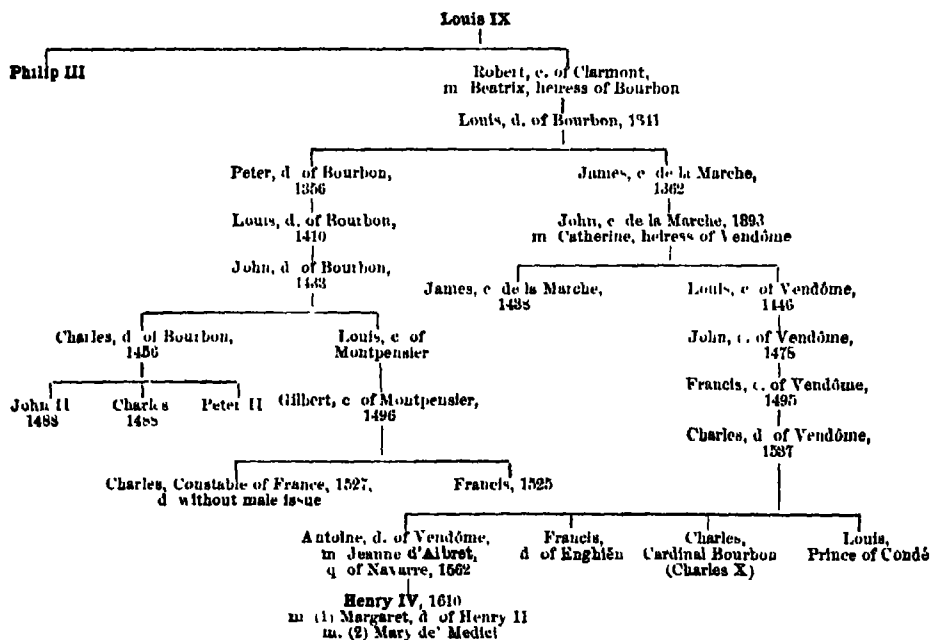 Louis IX
Philip III
Robert, c. of Clarmont,
m Beatrix, heiress of Bourbon
Louis, d. of Bourbon, 1341
Peter, d of Bourbon,
1356
James, c de la Marche,
1362
Louis, d. of Bourbon,
1410
John, c de la Marche, 1393
m Catherine, heiress of Vendôme
John, d of Bourbon,
1433
James, c de la Marche,
1438
Louis, c of Vendôme,
1446
Charles, d of Bourbon,
1456
Louis, c of
Montpensier
John, c. of Vendôme,
1478
John II
1488
Charles
1488
Peter II
Gilbert, c of Montpensier,
1496
Francis, c. of Vendôme,
1495
Charles, d of Vendôme,
1537
Charles, Constable of France, 1527,
d without male issue
Francis, 1525
Antoine, d. of Vendôme,
m Jeanne d'Albret,
q of Navarre, 1562
Francis,
d of Enghién
Charles,
Cardinal Bourbon
(Charles X)
Louis,
Prince of Condé
Henry IV, 1610
m (1) Margaret, d of Henry II
m. (2) Mary de' Medici